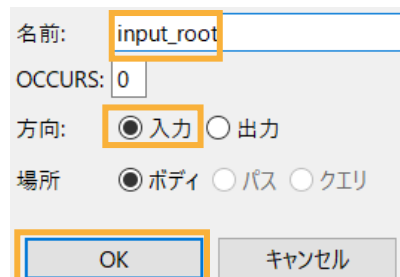 名前: input_root
OCCURS: 0
方向: 入力 出力
場所 ボディ パス クエリ
OK キャンセル